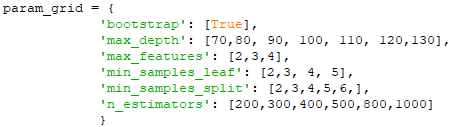 param_grid = {
'bootstrap': [True],
'max_depth': [70,80, 90, 100, 110, 120,130],
'max_features': [2,3,4],
'min_samples_leaf': [2,3, 4, 5],
'min_samples_split': [2,3,4,5,6,],
'n_estimators': [200,300,400,500,800,1000]
}